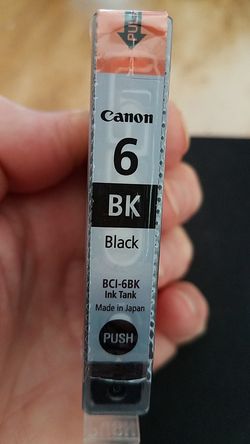 Canon
6
BK
Black
BCI-6BK
Ink Tank
Made in Japan
PUSH